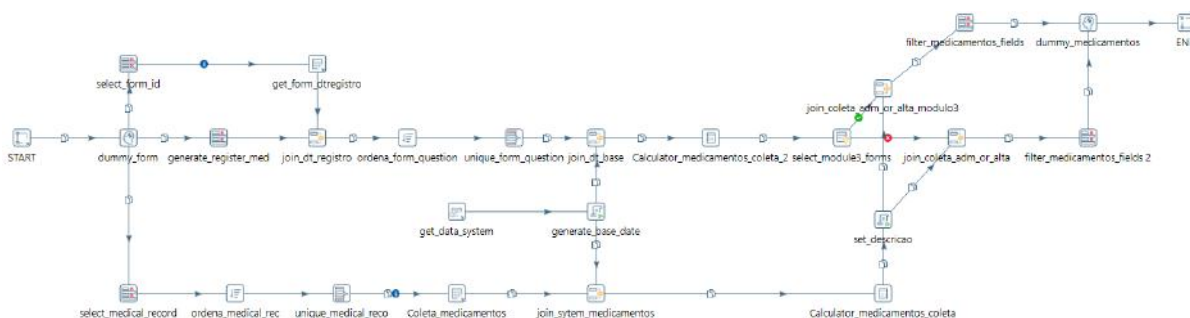 filter_medicamentos_fields
dummy_medicamentos
select_form_id
get_form_dtregistro
join_coleta_adm_or_alta_modulo3
START
dummy_form
generate_register_med
join_dt_registro
ordena_form_question
unique_form_question
join_dt_base
Calculator_medicamentos_coleta_2
select_module3_forms
join_coleta_adm_or_alta
filter_medicamentos_fields 2
get_data_system
generate_base_date
set_descricao
select_medical_record
ordena_medical_rec
unique_medical_reco
Coleta_medicamentos
join_sytem_medicamentos
Calculator_medicamentos_coleta